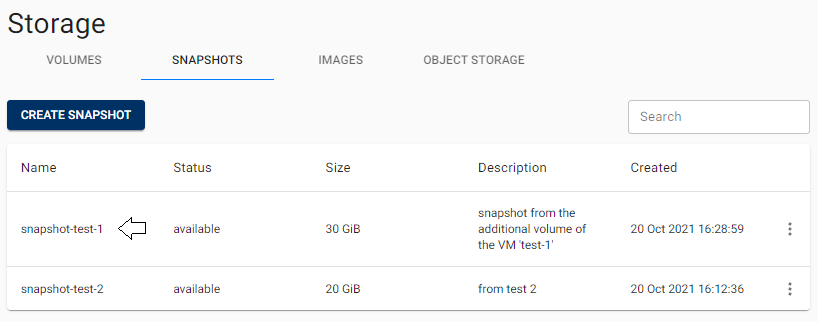 Storage
VOLUMES SNAPSHOTS IMAGES OBJECT STORAGE
CREATE SNAPSHOT Search
Name Status Size Description Created
snapshot-test-1 available 30 GiB snapshot from the additional volume of the VM 'test-1' 20 Oct 2021 16:28:59
snapshot-test-2 available 20 GiB from test 2 20 Oct 2021 16:12:36